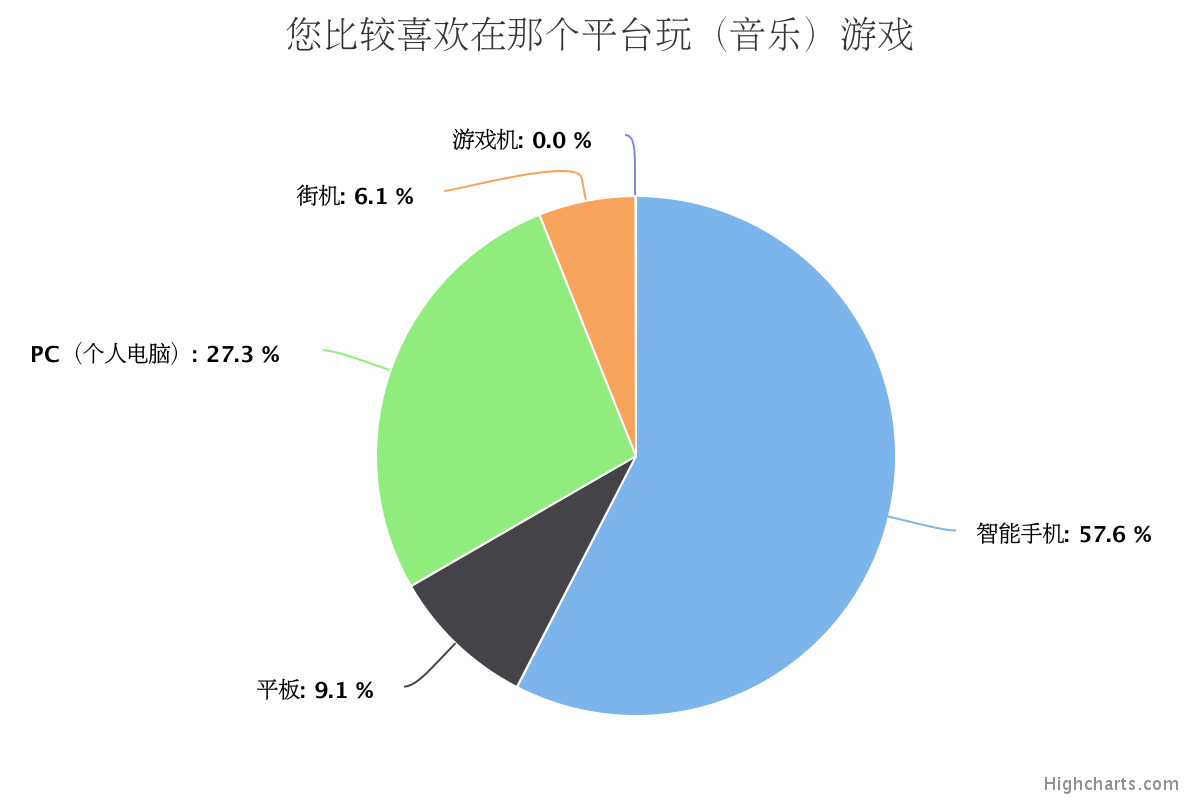 您比较喜欢在那个平台玩（音乐）游戏
游戏机: 0.0 %
街机: 6.1 %
PC（个人电脑）: 27.3 %
智能手机: 57.6 %
平板: 9.1 %
Highcharts.com